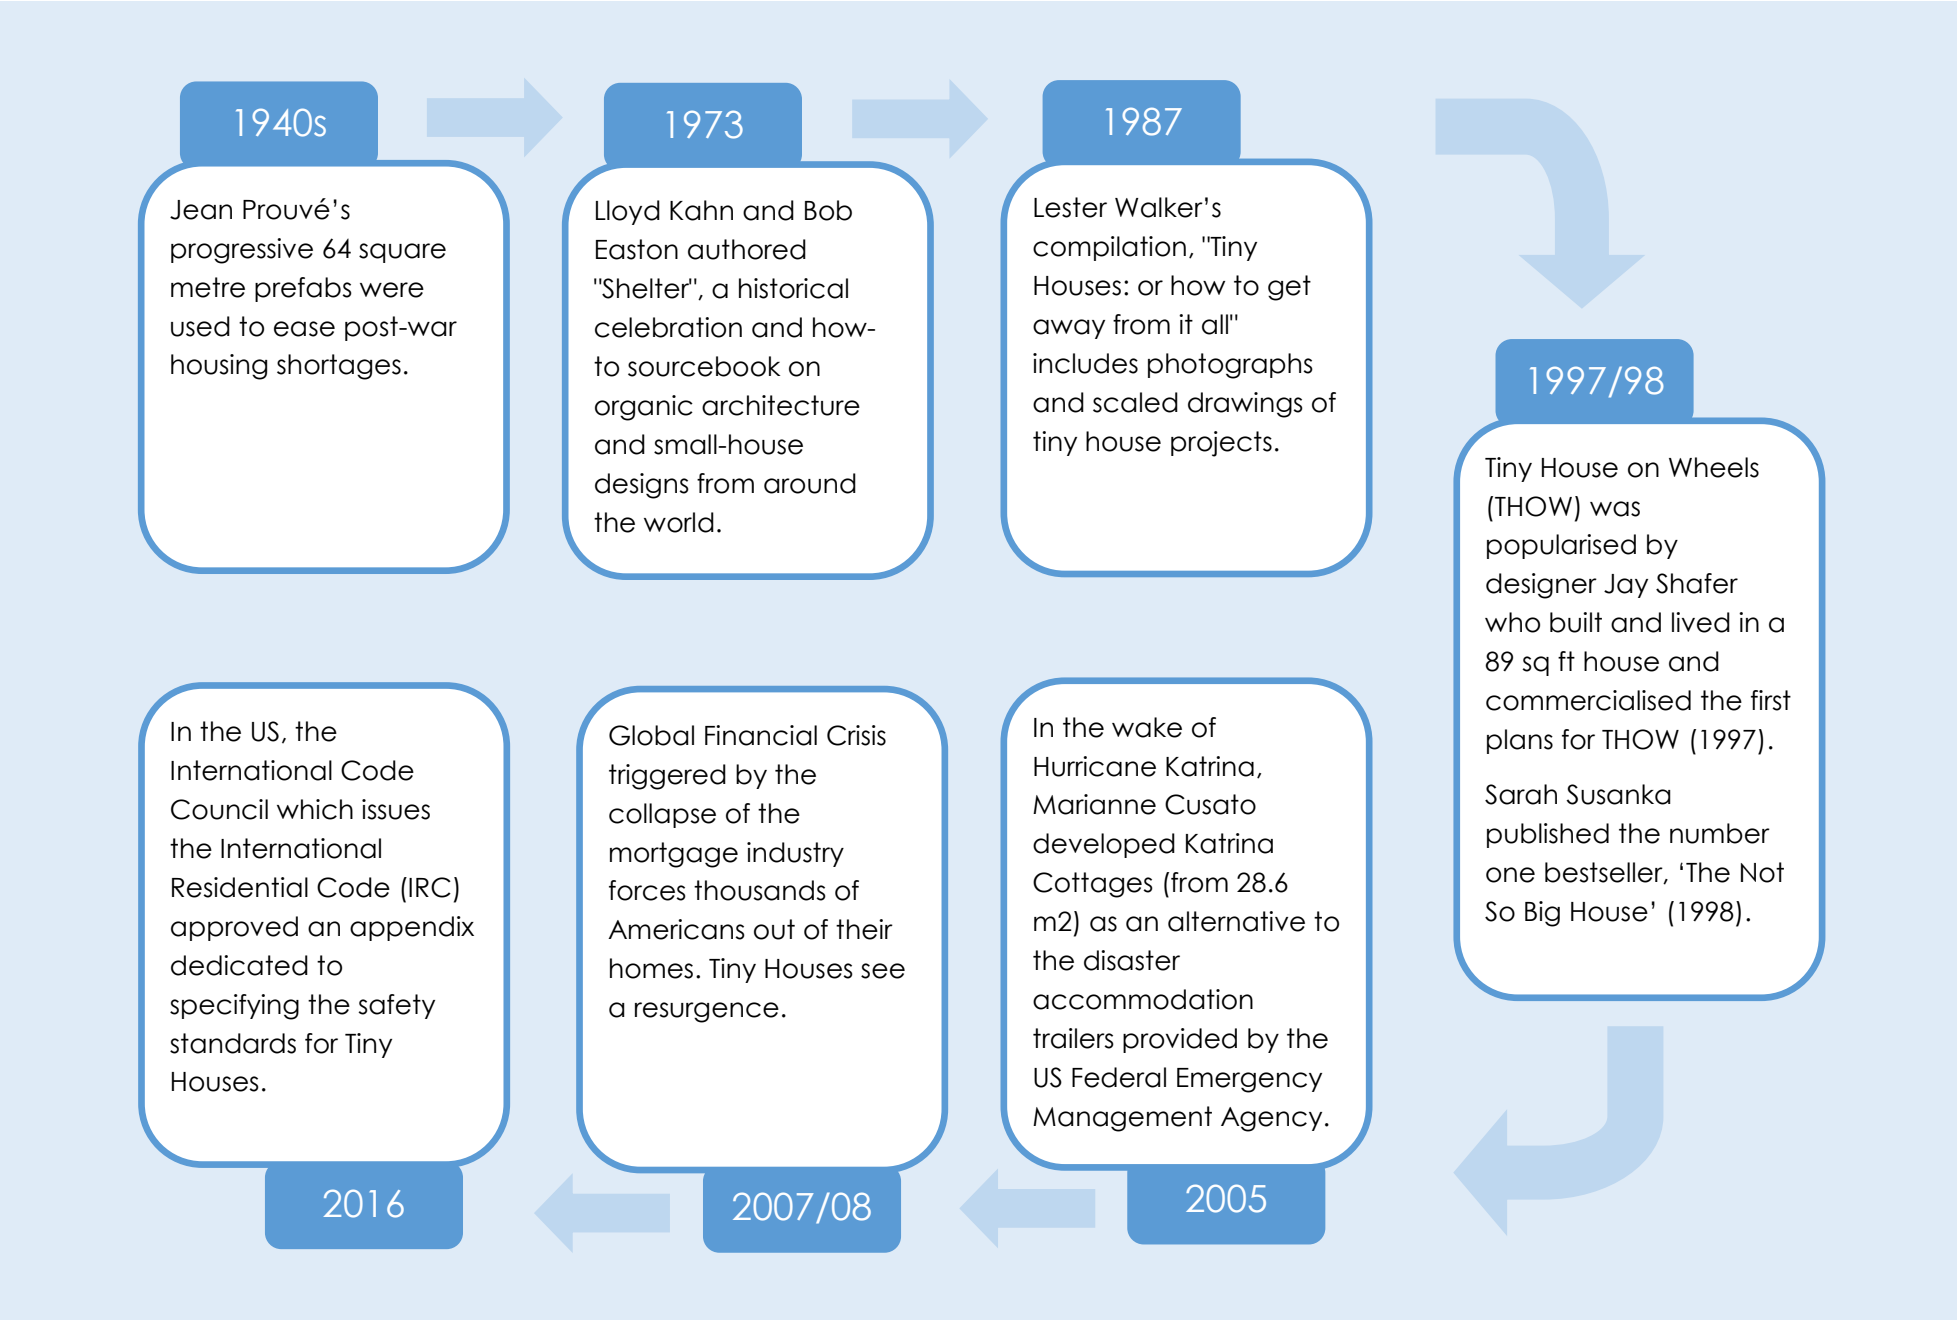 1940s
Jean Prouvé’s
progressive 64 square
metre prefabs were
used to ease post-war
housing shortages.
1973
Lloyd Kahn and Bob
Easton authored
"Shelter", a historical
celebration and how-
to sourcebook on
organic architecture
and small-house
designs from around
the world.
1987
Lester Walker’s
compilation, "Tiny
Houses: or how to get
away from it all"
includes photographs
and scaled drawings of
tiny house projects.
1997/98
Tiny House on Wheels
(THOW) was
popularised by
designer Jay Shafer
who built and lived in a
89 sq ft house and
commercialised the first
plans for THOW (1997).
Sarah Susanka
published the number
one bestseller, ‘The Not
So Big House’ (1998).
In the wake of
Hurricane Katrina,
Marianne Cusato
developed Katrina
Cottages (from 28.6
m2) as an alternative to
the disaster
accommodation
trailers provided by the
US Federal Emergency
Management Agency.
2005
Global Financial Crisis
triggered by the
collapse of the
mortgage industry
forces thousands of
Americans out of their
homes. Tiny Houses see
a resurgence.
2007/08
In the US, the
International Code
Council which issues
the International
Residential Code (IRC)
approved an appendix
dedicated to
specifying the safety
standards for Tiny
Houses.
2016